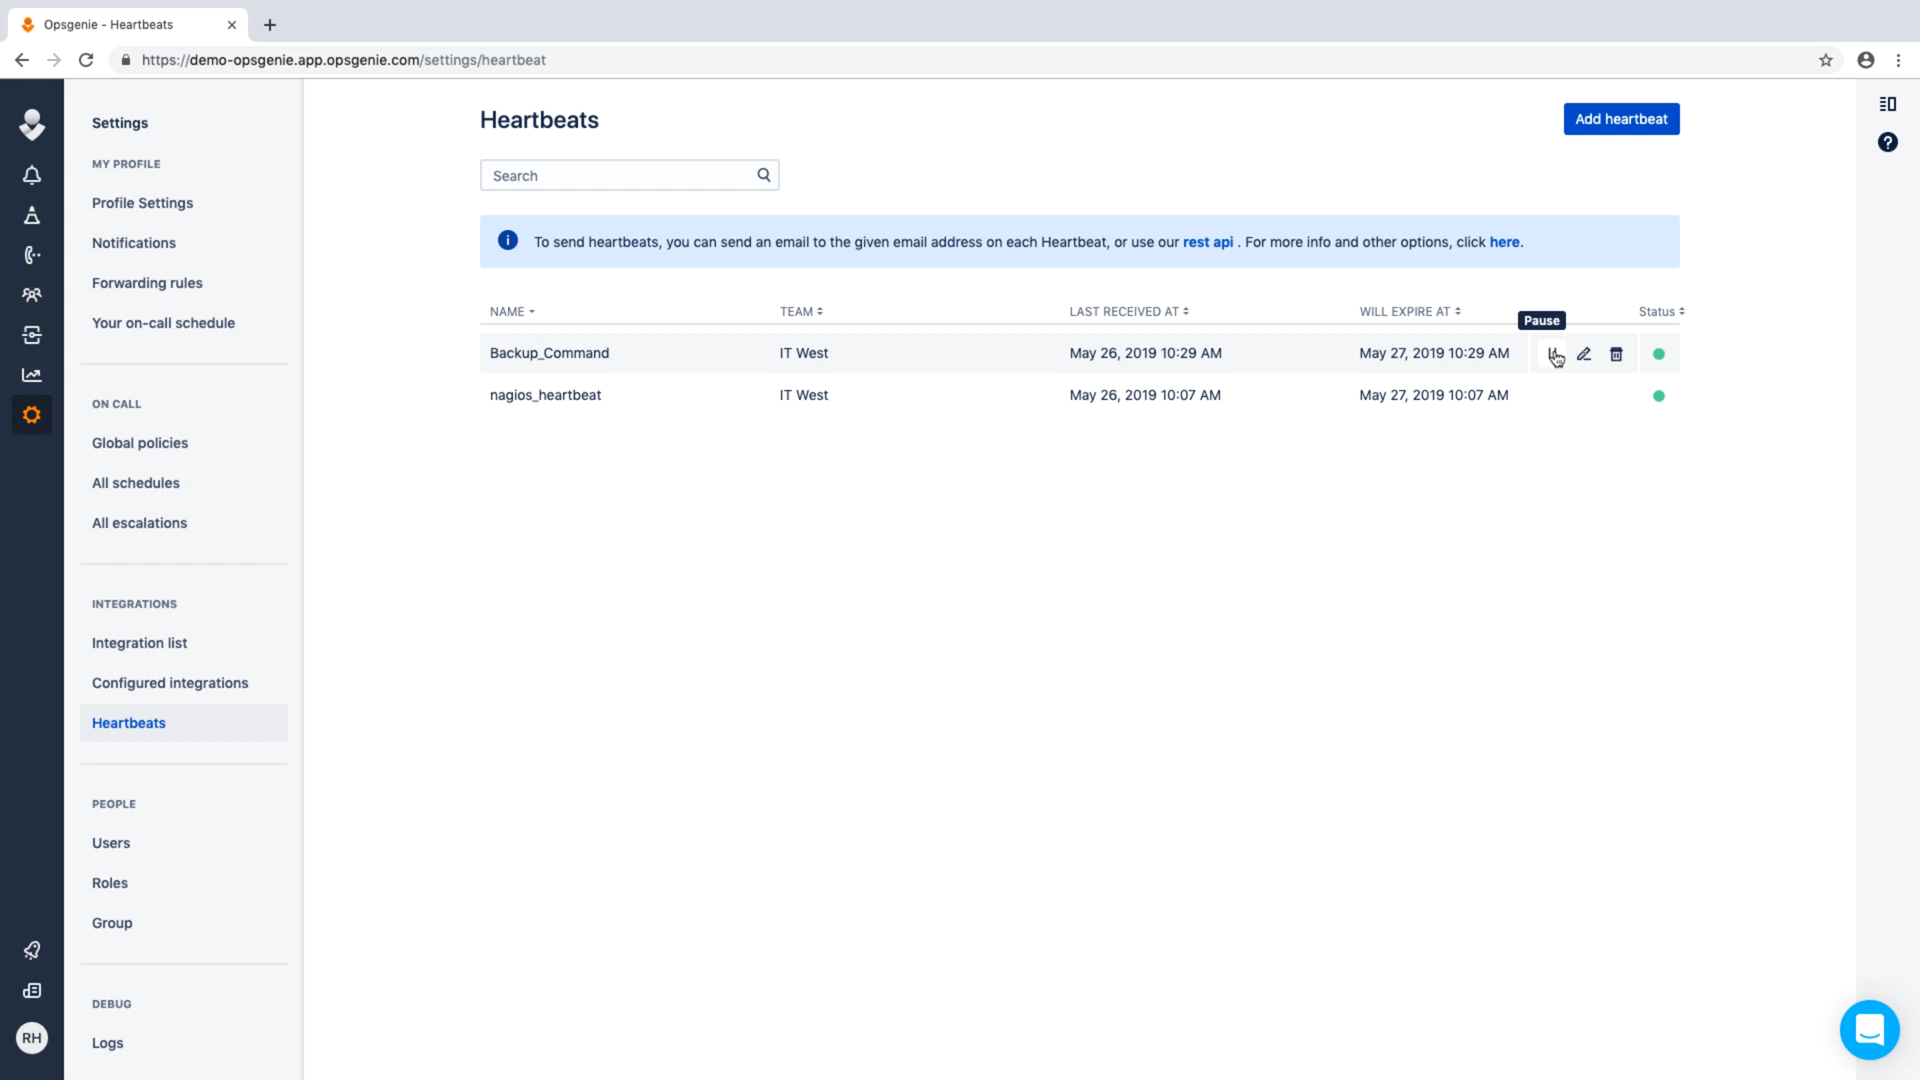 Opsgenie - Heartbeats
https://demo-opsgenie.app.opsgenie.com/settings/heartbeat
Settings
MY PROFILE
Profile Settings
Notifications
Forwarding rules
Your on-call schedule
ON CALL
Global policies
All schedules
All escalations
INTEGRATIONS
Integration list
Configured integrations
Heartbeats
PEOPLE
Users
Roles
Group
DEBUG
Logs
RH
Heartbeats
Add heartbeat
Search
To send heartbeats, you can send an email to the given email address on each Heartbeat, or use our rest api . For more info and other options, click here.
NAME TEAM LAST RECEIVED AT WILL EXPIRE AT Status
Pause
Backup_Command IT West May 26, 2019 10:29 AM May 27, 2019 10:29 AM
nagios_heartbeat IT West May 26, 2019 10:07 AM May 27, 2019 10:07 AM